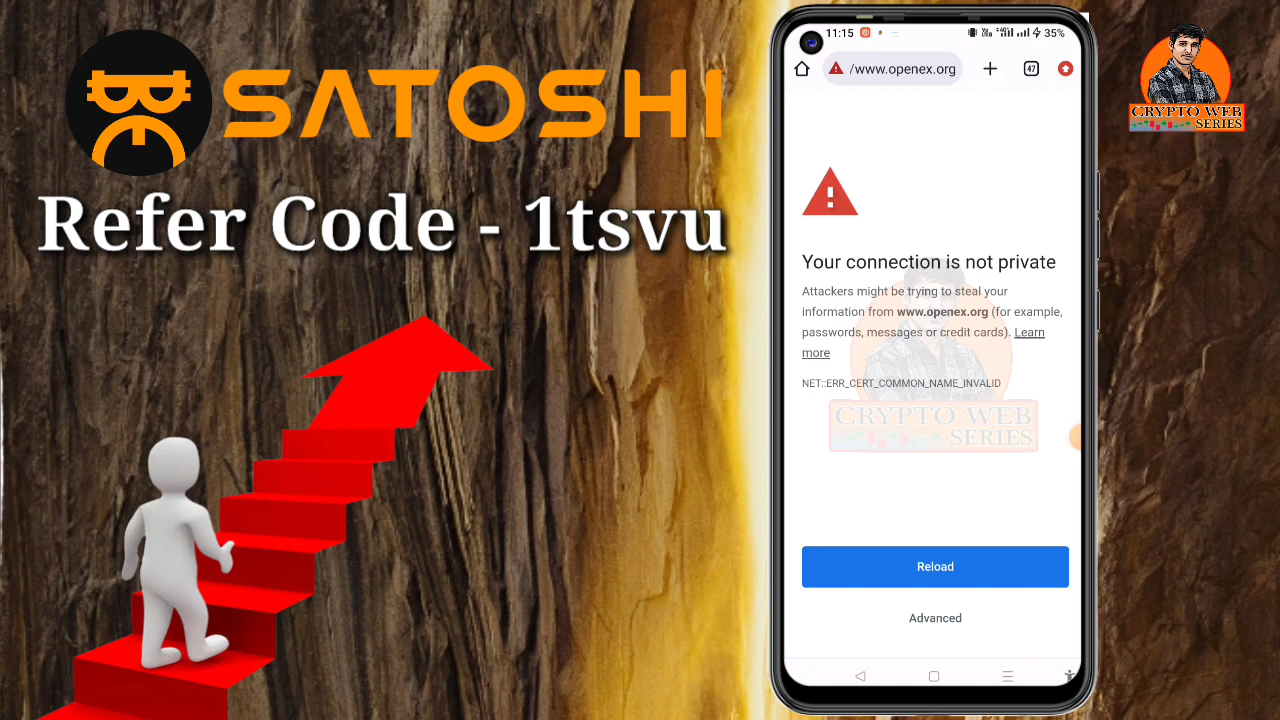 SATOSHI
Refer Code - 1tsvu
11:15
35%
/www.openex.org
47
Your connection is not private
Attackers might be trying to steal your
information from www.openex.org (for example,
passwords, messages or credit cards). Learn
more
NET::ERR_CERT_COMMON_NAME_INVALID
CRYPTO WEB
SERIES
Reload
Advanced
CRYPTO WEB
SERIES